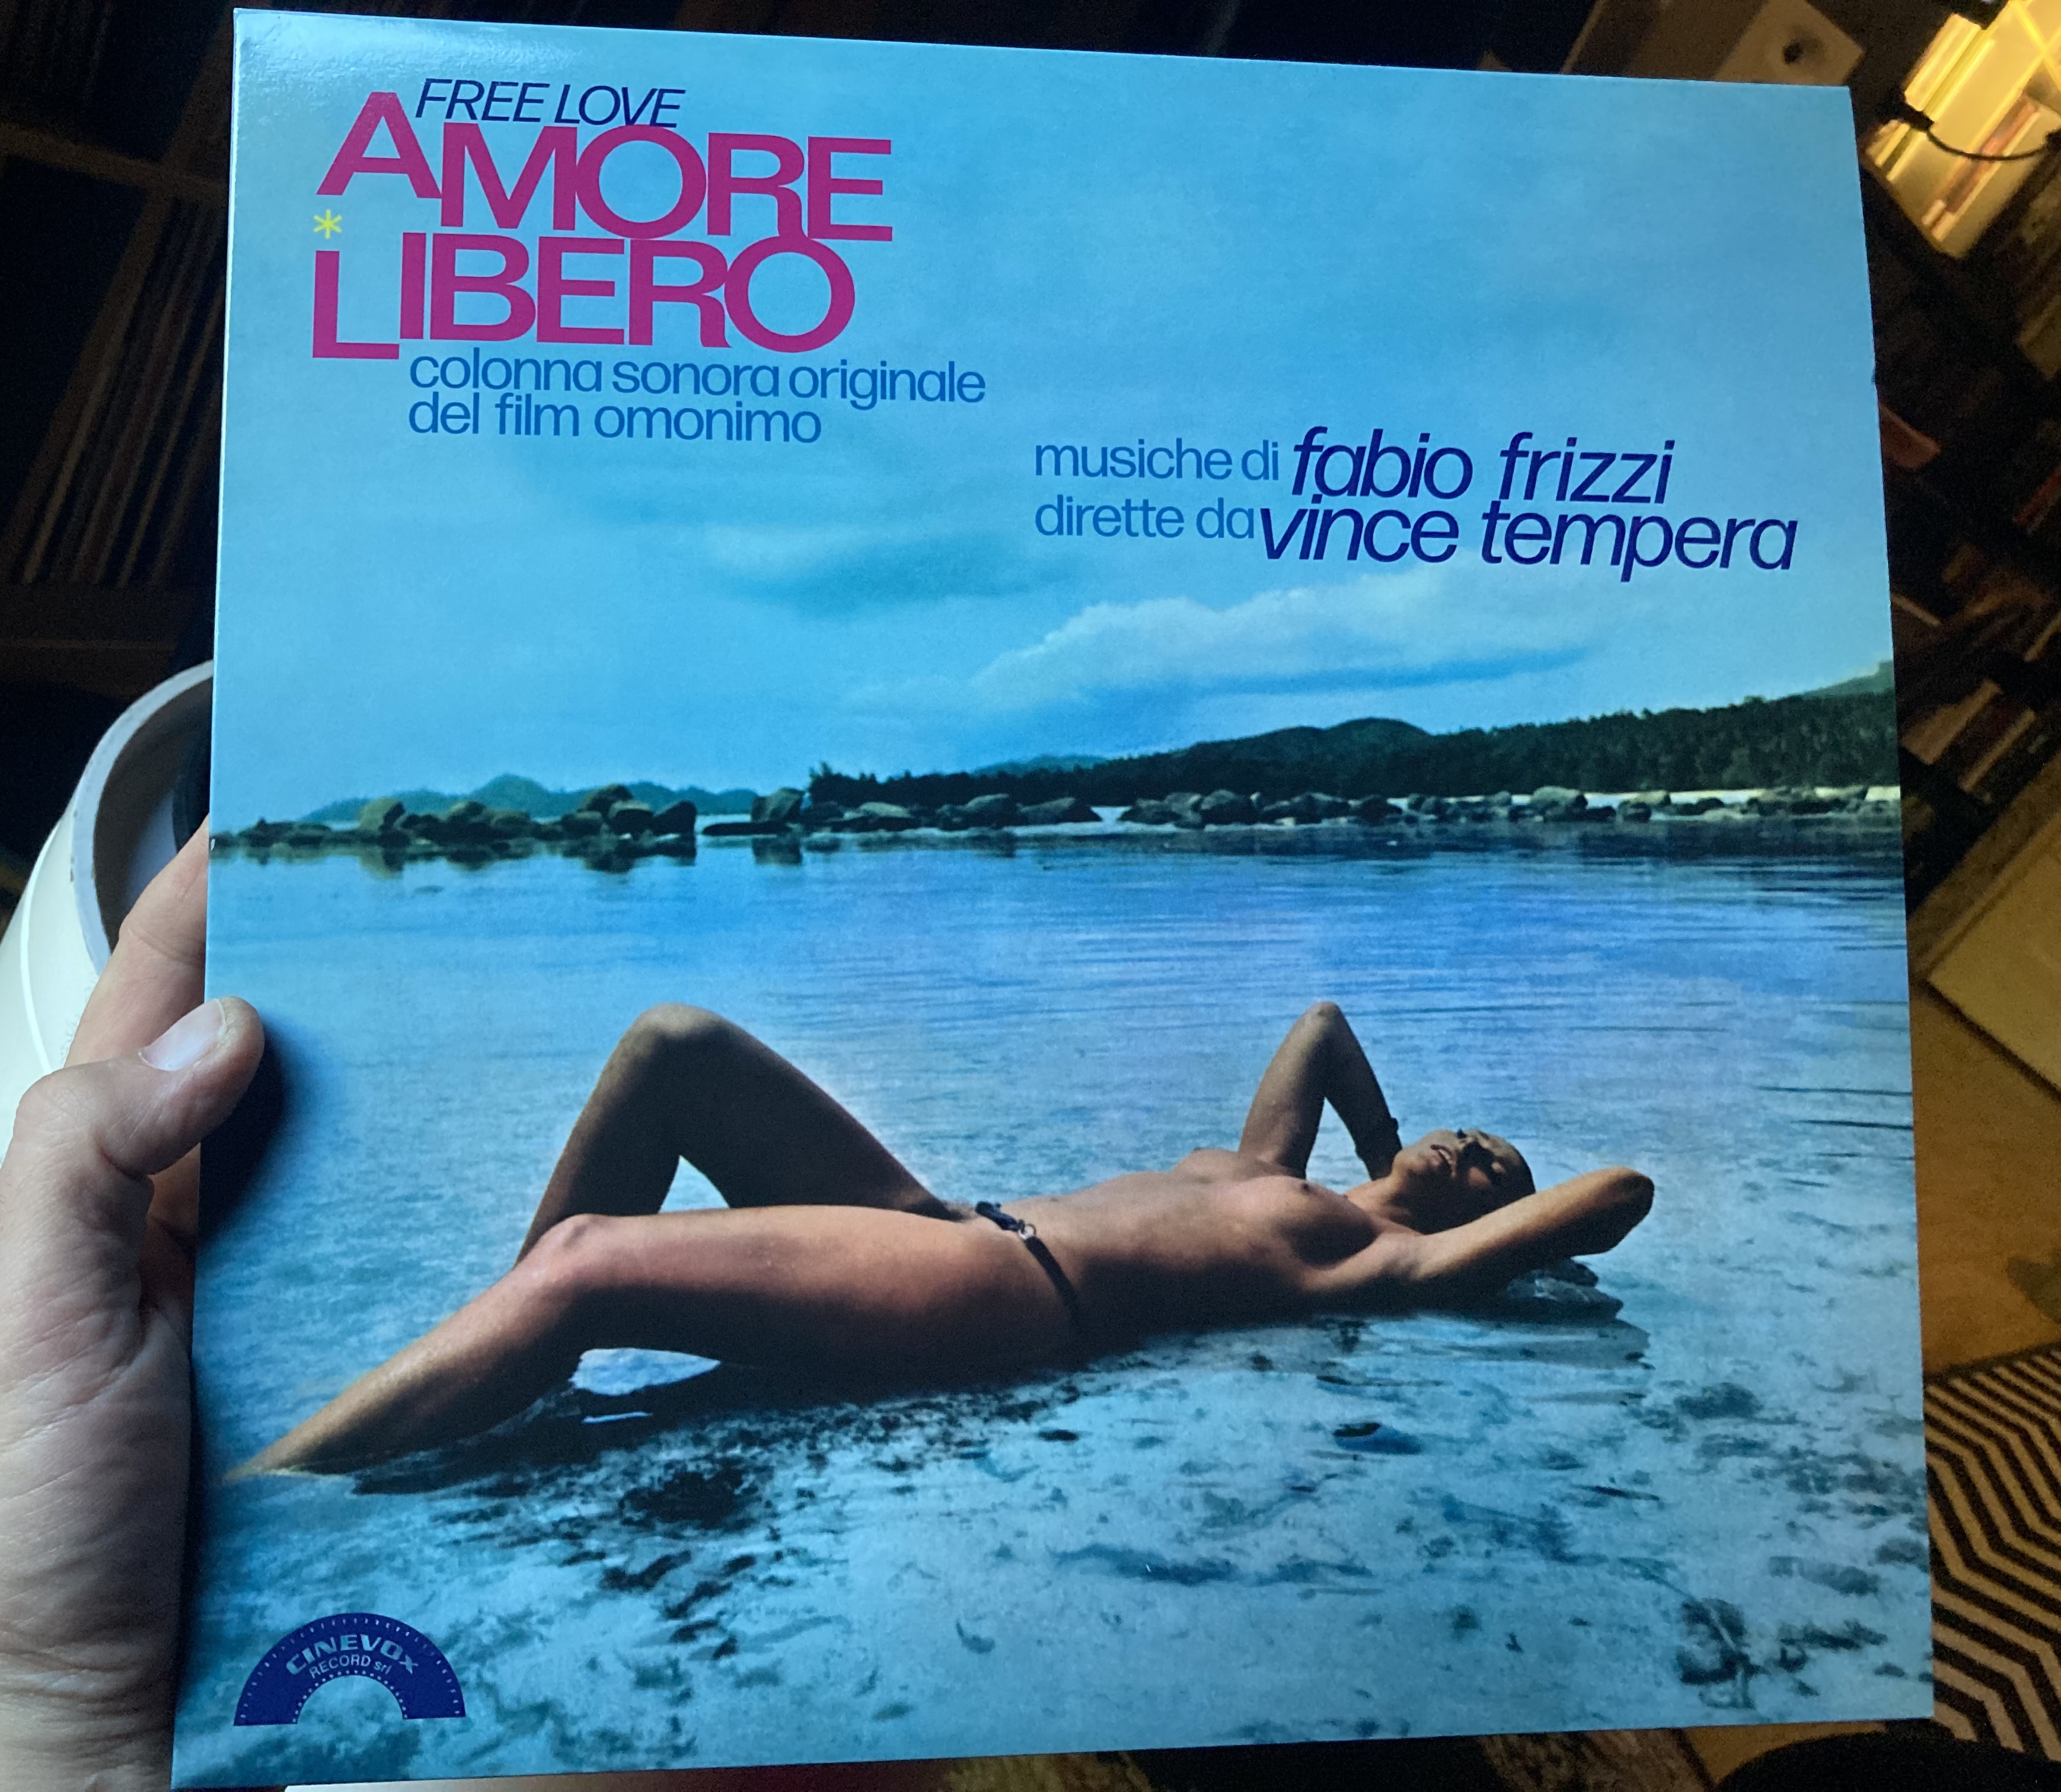 FREE LOVE
AMORE
LIBERO
colonna sonora originale
del film omonimo
musiche di fabio frizzi
dirette da vince tempera
CINEVOX
RECORD srl